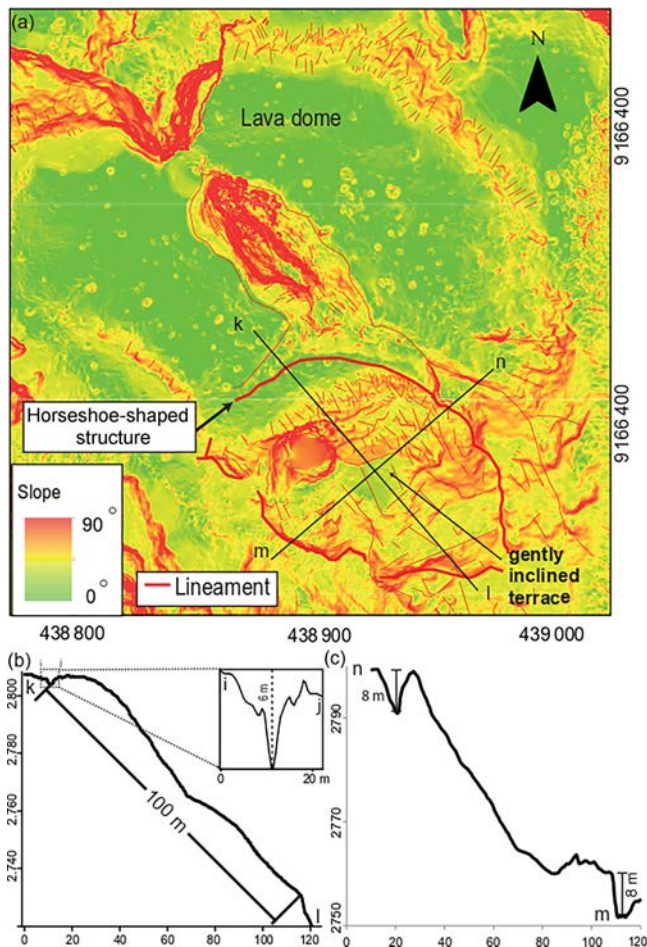 (a)
N
Lava dome
9 166 400
k
n
Horseshoe-shaped
structure
9 166 400
Slope
90 °
0 °
m
l
gently
inclined
terrace
Lineament
438 800
438 900
439 000
(b)
k
2.800
2.780
2.760
2.740
100 m
l
0
20
40
60
80
100
120
i
j
6 m
0
20 m
(c)
n
8 m
2790
2770
2750
m
8 m
0
20
40
60
80
100
120